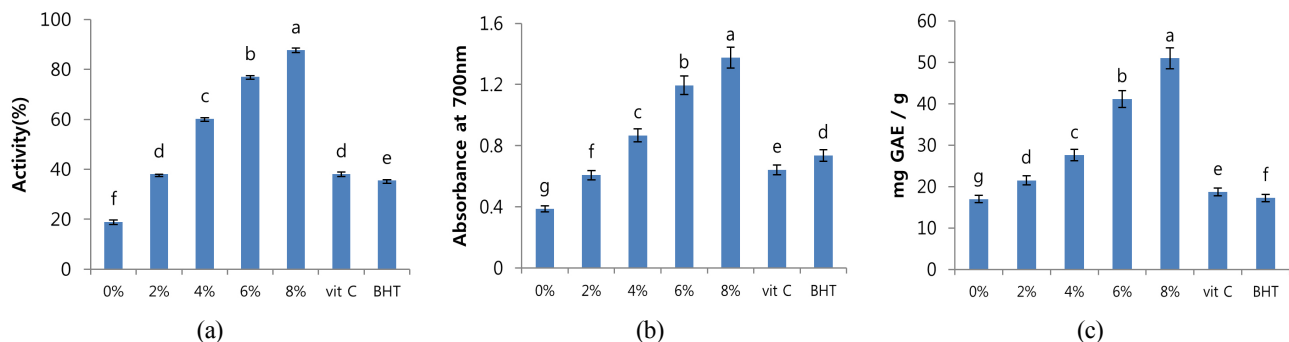 Activity(%)
100
80
60
40
20
0
f
d
c
b
a
d
e
0% 2% 4% 6% 8% vit C BHT
(a)
Absorbance at 700nm
1.6
1.2
0.8
0.4
0
g
f
c
b
a
e
d
0% 2% 4% 6% 8% vit C BHT
(b)
mg GAE / g
60
50
40
30
20
10
0
g
d
c
b
a
e
f
0% 2% 4% 6% 8% vit C BHT
(c)